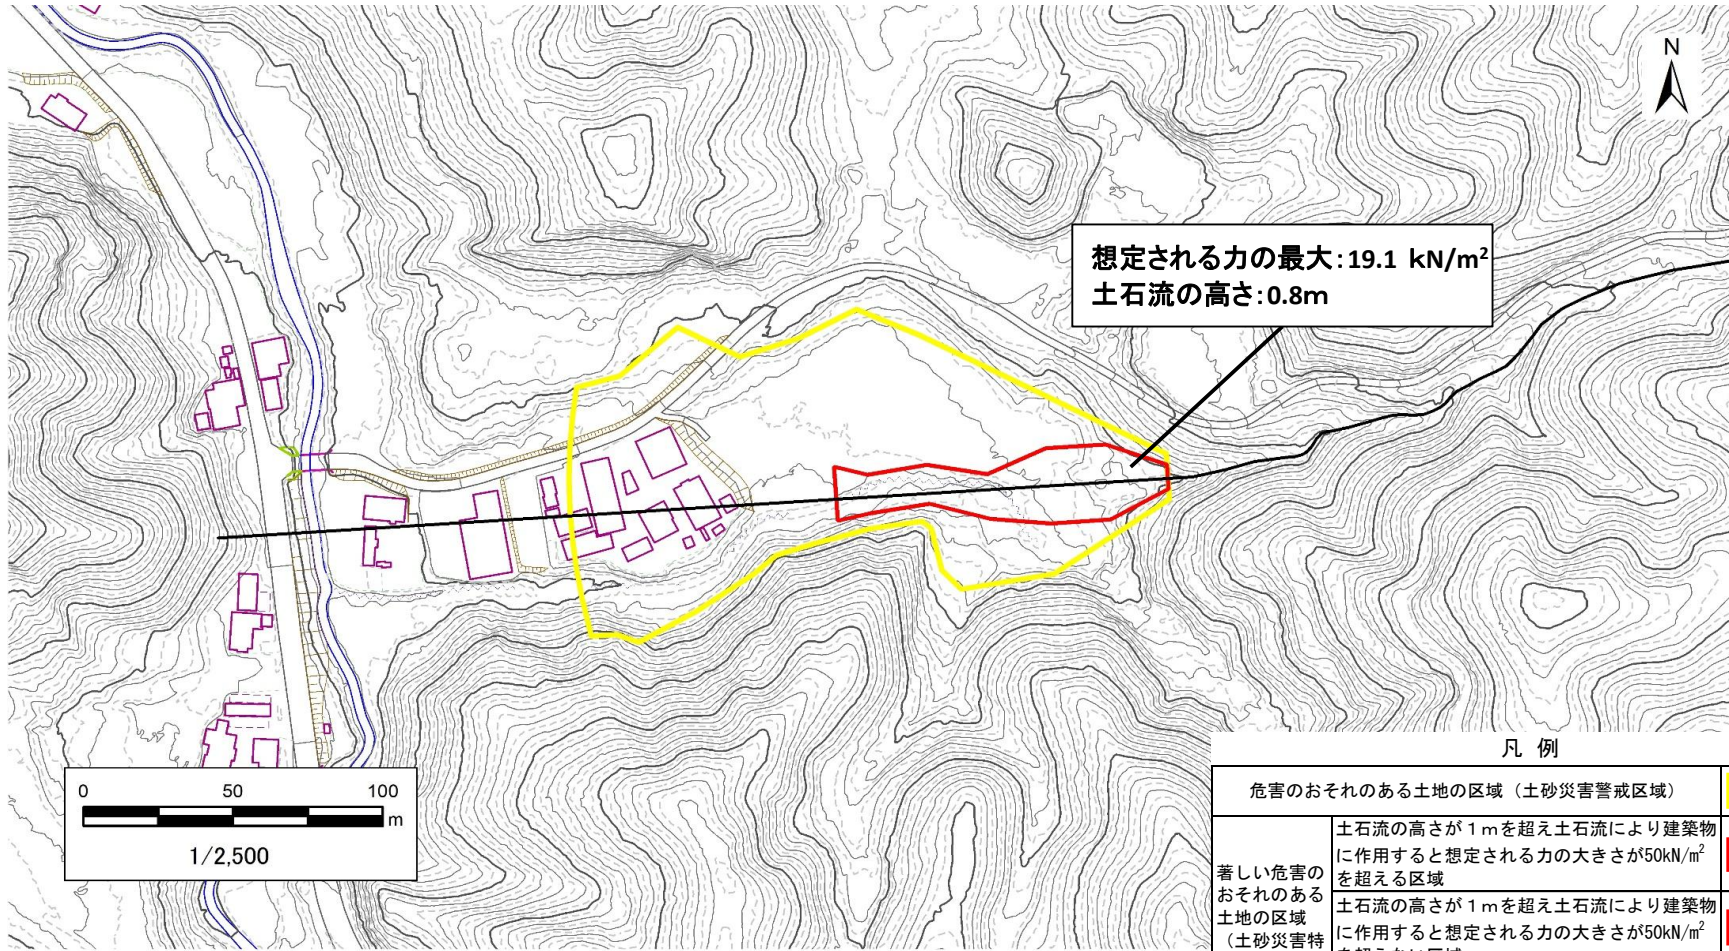 N
想定される力の最大:19.1 kN/m²
土石流の高さ:0.8m
0 50 100
m
1/2,500
凡 例
危害のおそれのある土地の区域（土砂災害警戒区域）
著しい危害の
おそれのある
土地の区域
（土砂災害特
土石流の高さが１ｍを超え土石流により建築物
に作用すると想定される力の大きさが50kN/㎡
を超える区域
土石流の高さが１ｍを超え土石流により建築物
に作用すると想定される力の大きさが50kN/㎡